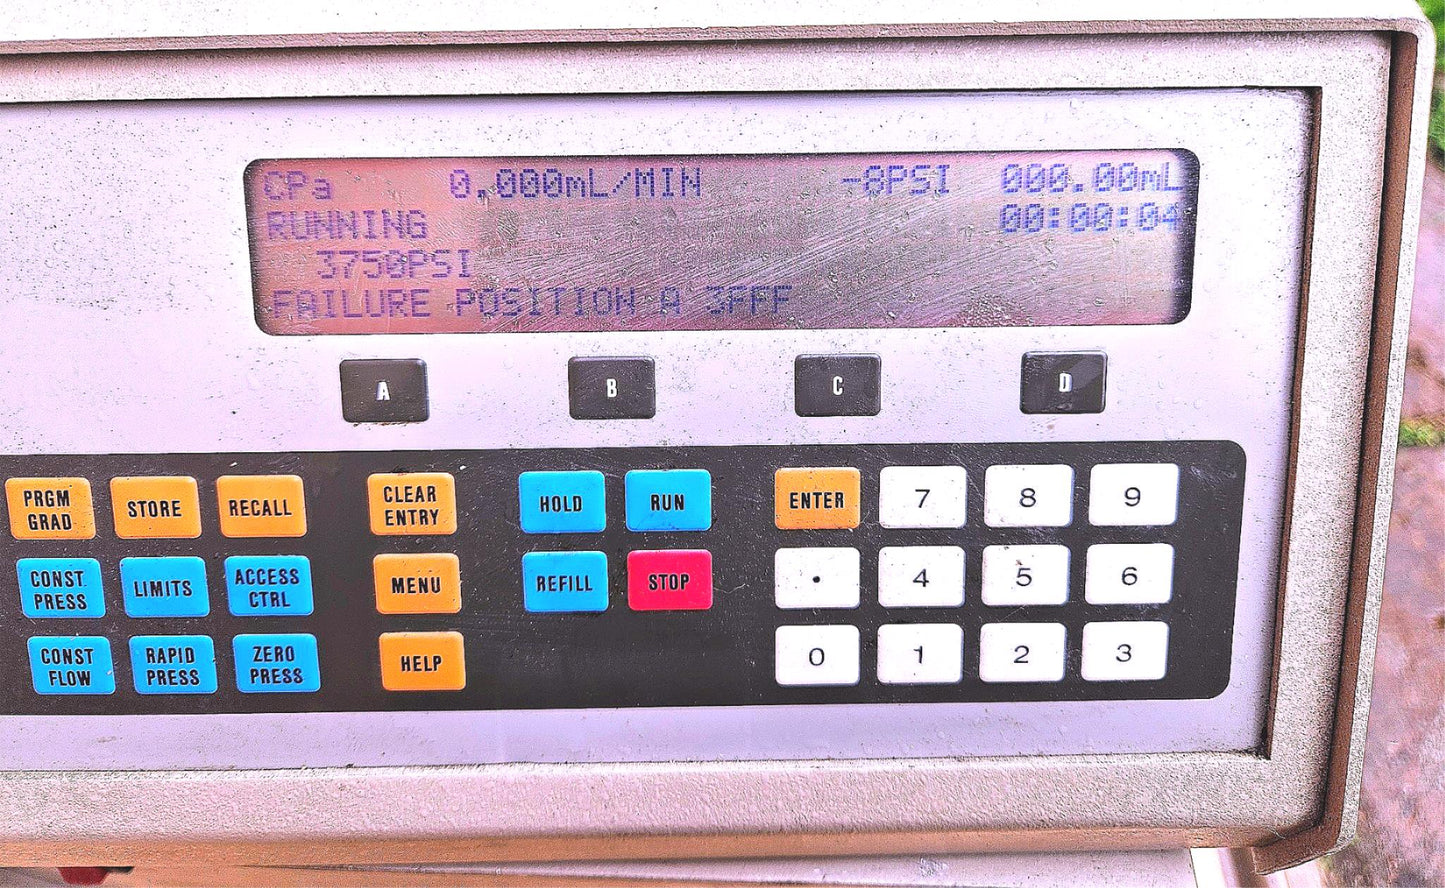 CPa 0.000mL/MIN -8PSI 000.00mL
RUNNING 00:00:04
3750PSI
FAILURE POSITION A 3FFF
A B C D
PRGM GRAD
STORE
RECALL
CLEAR ENTRY
HOLD
RUN
ENTER
7 8 9
CONST PRESS
LIMITS
ACCESS CTRL
MENU
REFILL
STOP
. 4 5 6
CONST FLOW
RAPID PRESS
ZERO PRESS
HELP
0 1 2 3